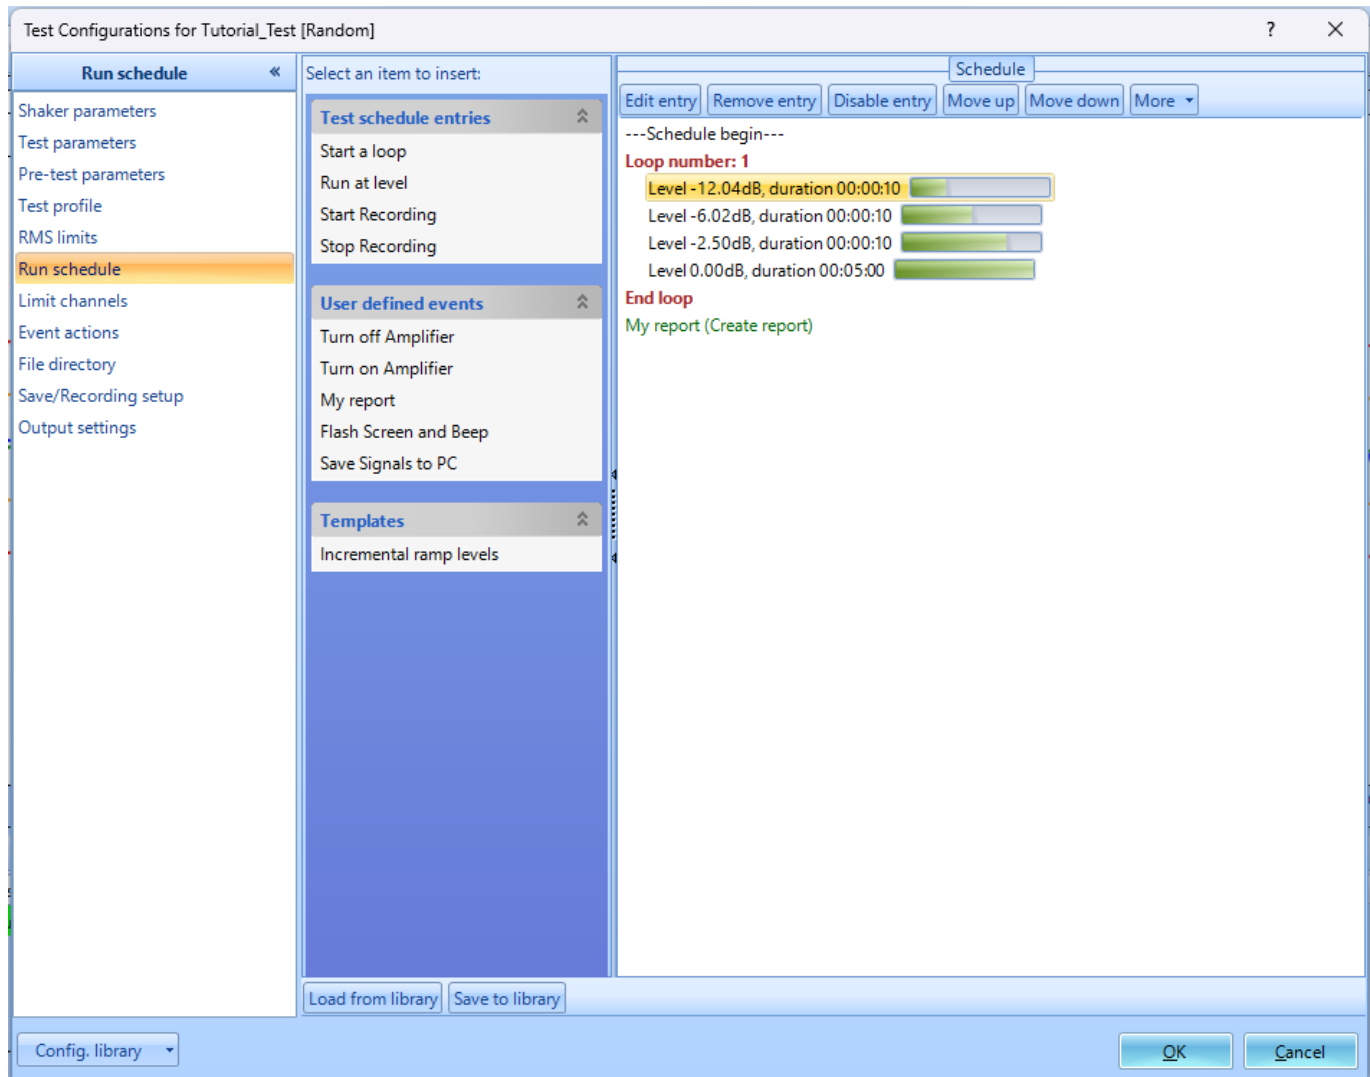 Test Configurations for Tutorial_Test [Random]
?
Run schedule «
Shaker parameters
Test parameters
Pre-test parameters
Test profile
RMS limits
Run schedule
Limit channels
Event actions
File directory
Save/Recording setup
Output settings
Select an item to insert:
Test schedule entries
Start a loop
Run at level
Start Recording
Stop Recording
User defined events
Turn off Amplifier
Turn on Amplifier
My report
Flash Screen and Beep
Save Signals to PC
Templates
Incremental ramp levels
Schedule
Edit entry Remove entry Disable entry Move up Move down More
---Schedule begin---
Loop number: 1
Level -12.04dB, duration 00:00:10
Level -6.02dB, duration 00:00:10
Level -2.50dB, duration 00:00:10
Level 0.00dB, duration 00:05:00
End loop
My report (Create report)
Load from library Save to library
Config. library
OK Cancel